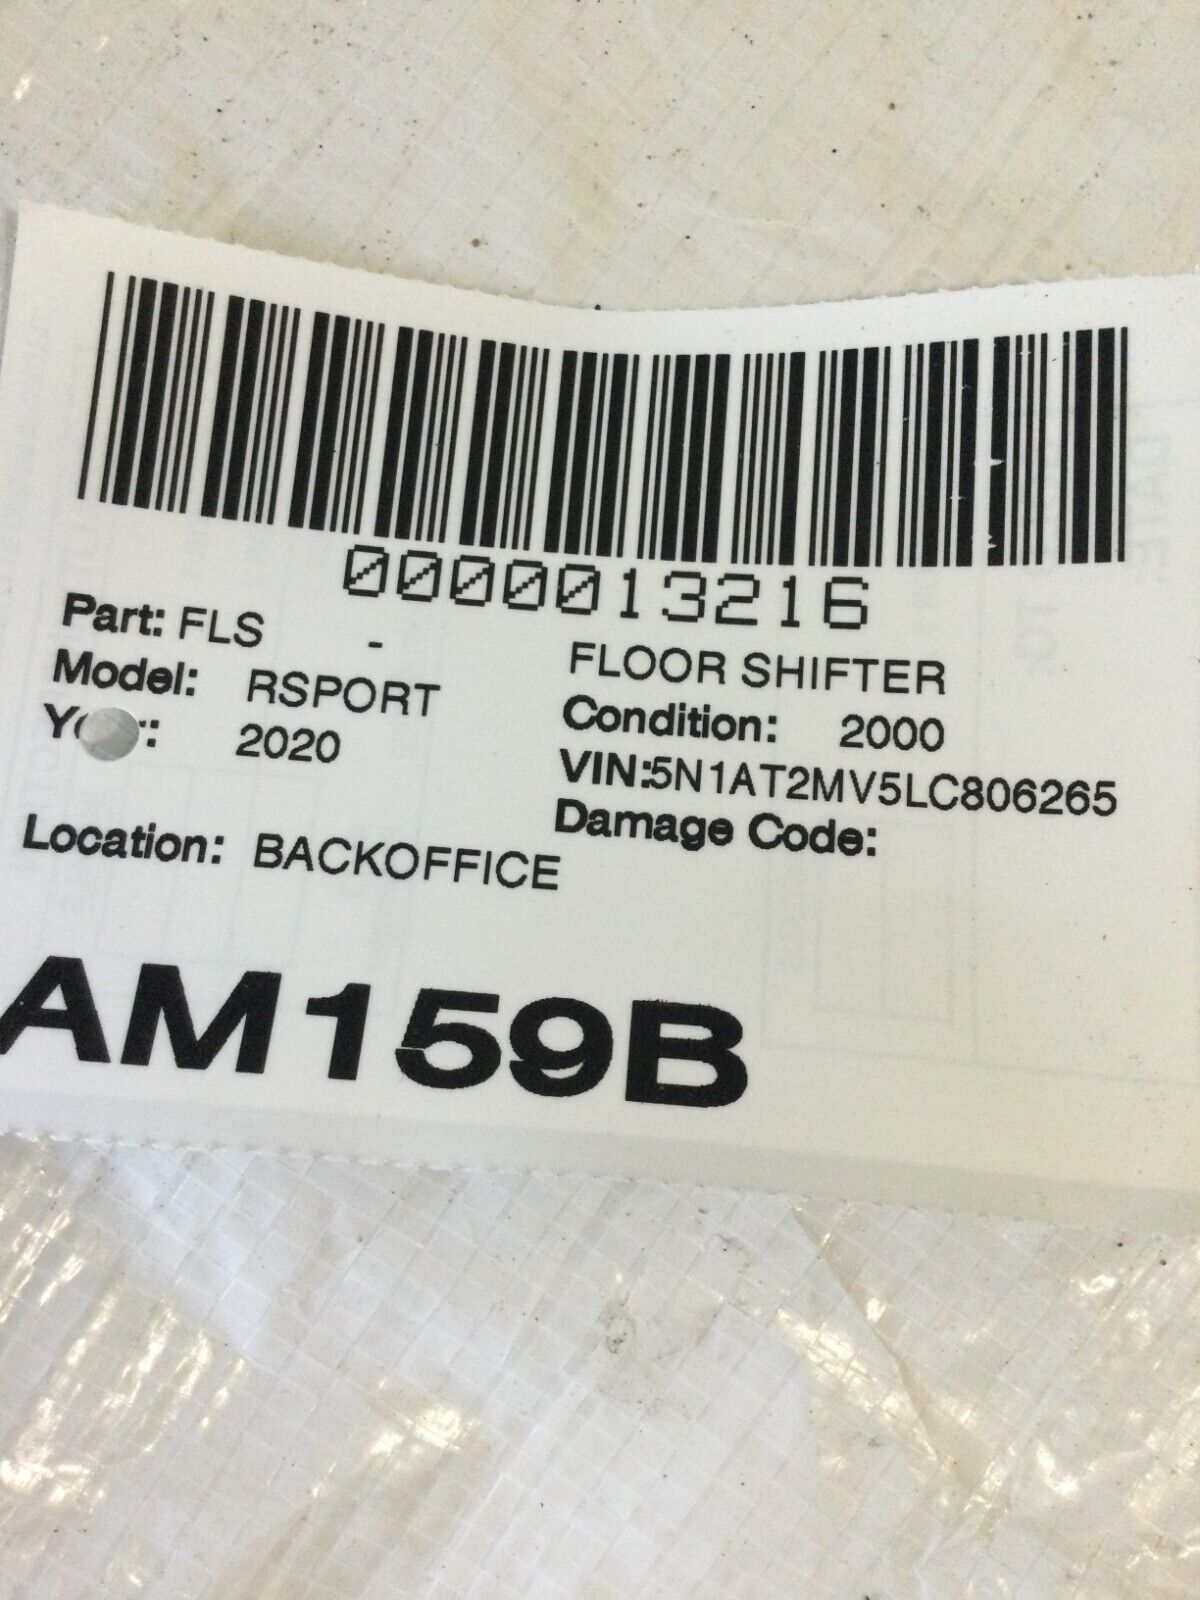 0000013216
Part: FLS - FLOOR SHIFTER
Model: RSPORT Condition: 2000
2020 VIN:5N1AT2MV5LC806265
Damage Code:
Location: BACKOFFICE
AM159B